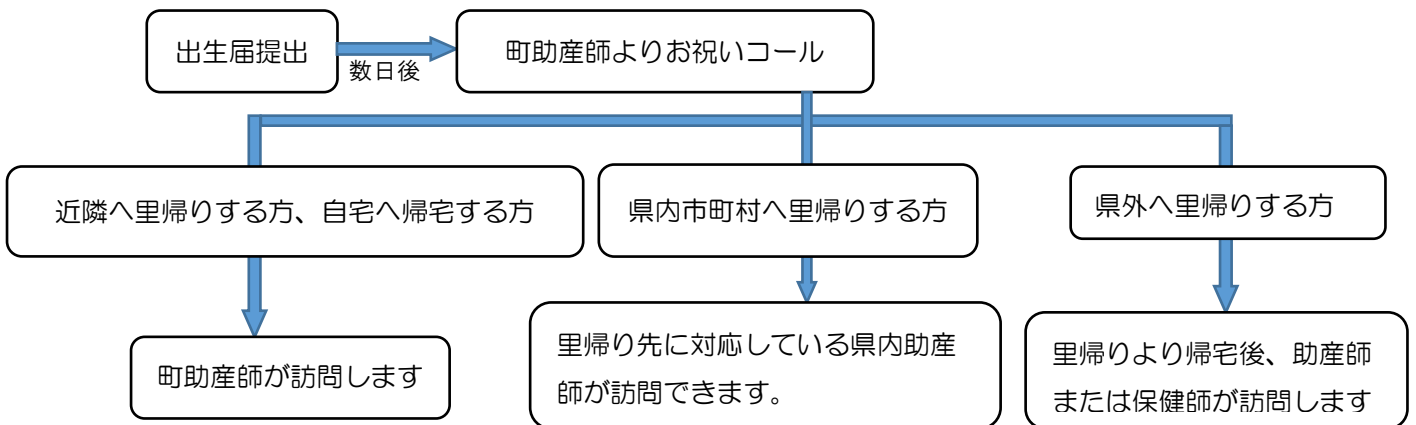 出生届提出
数日後
町助産師よりお祝いコール
近隣へ里帰りする方、自宅へ帰宅する方
県内市町村へ里帰りする方
県外へ里帰りする方
町助産師が訪問します
里帰り先に対応している県内助産
師が訪問できます。
里帰りより帰宅後、助産師
または保健師が訪問します